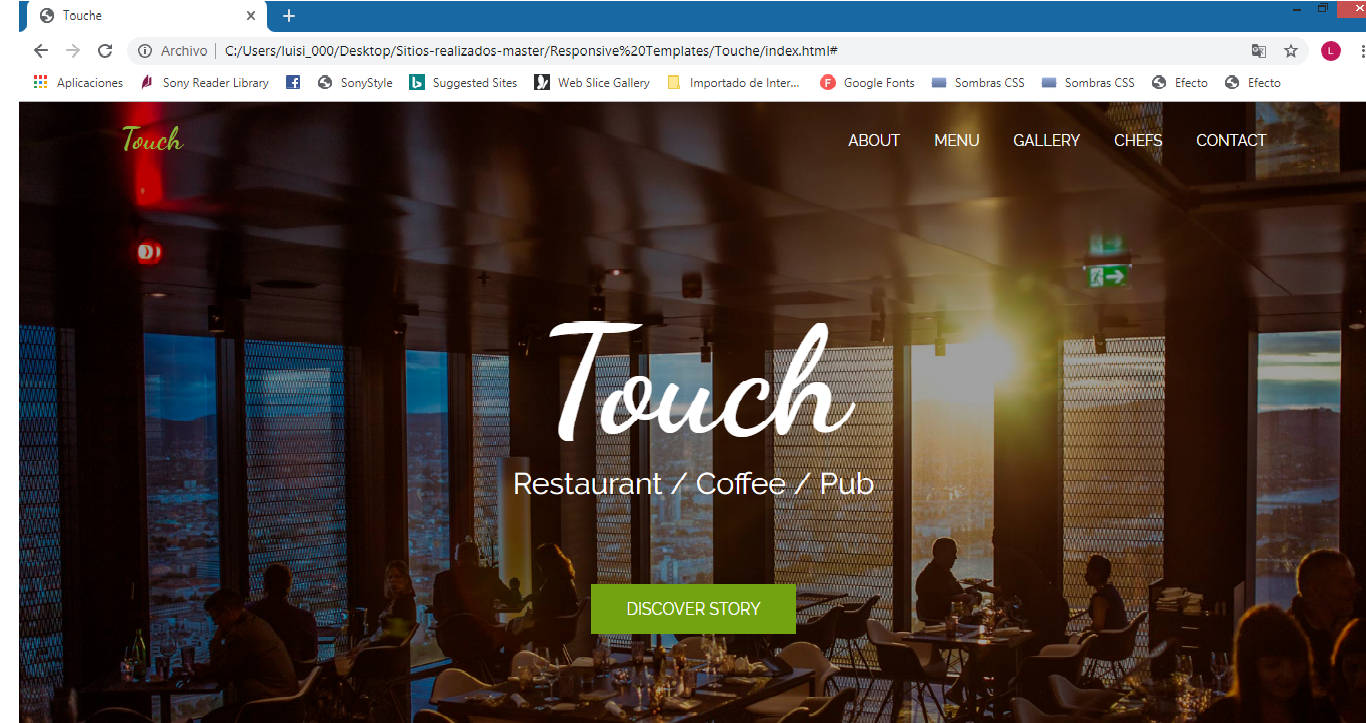 Touche
Archivo | C:/Users/luisi_000/Desktop/Sitios-realizados-master/Responsive%20Templates/Touche/index.html#
L
Aplicaciones Sony Reader Library SonyStyle Suggested Sites Web Slice Gallery Importado de Inter... F Google Fonts Sombras CSS Sombras CSS Efecto Efecto
Touch ABOUT MENU GALLERY CHEFS CONTACT
Touch
Restaurant / Coffee / Pub
DISCOVER STORY